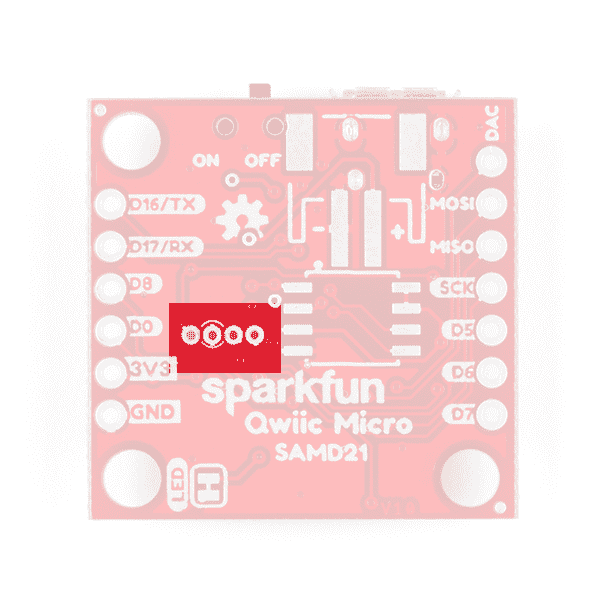 DAC
ON OFF
D16/TX
MOSI
D17/RX
- +
MISO
D8
SCK
D0
D5
3V3
D6
sparkfun
GND
Qwiic Micro
D7
SAMD21
LED
H